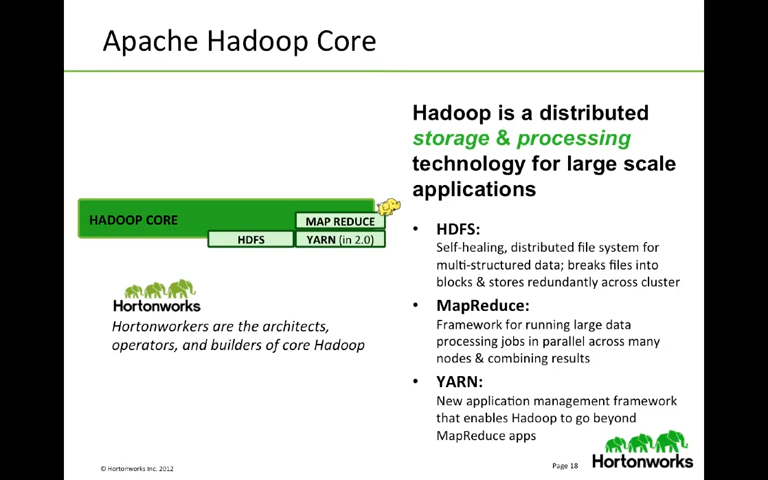 Apache Hadoop Core
HADOOP CORE
MAP REDUCE
HDFS
YARN (in 2.0)
Hortonworks
Hortonworkers are the architects,
operators, and builders of core Hadoop
Hadoop is a distributed
storage & processing
technology for large scale
applications
• HDFS:
Self-healing, distributed file system for
multi-structured data; breaks files into
blocks & stores redundantly across cluster
• MapReduce:
Framework for running large data
processing jobs in parallel across many
nodes & combining results
• YARN:
New application management framework
that enables Hadoop to go beyond
MapReduce apps
© Hortonworks Inc. 2012
Page 18
Hortonworks